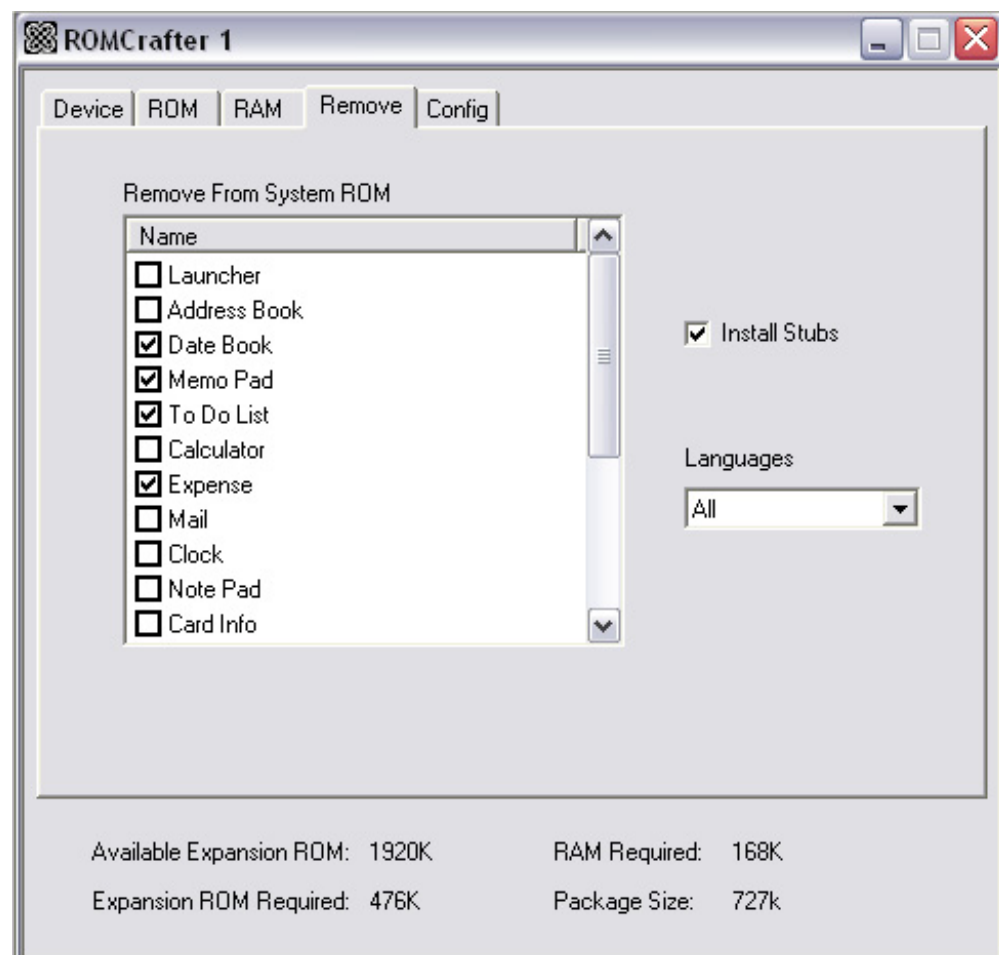 ROMCrafter 1
Device ROM RAM Remove Config
Remove From System ROM
Name
Launcher
Address Book
Date Book
Memo Pad
To Do List
Calculator
Expense
Mail
Clock
Note Pad
Card Info
Install Stubs
Languages
All
Available Expansion ROM: 1920K
Expansion ROM Required: 476K
RAM Required: 168K
Package Size: 727k